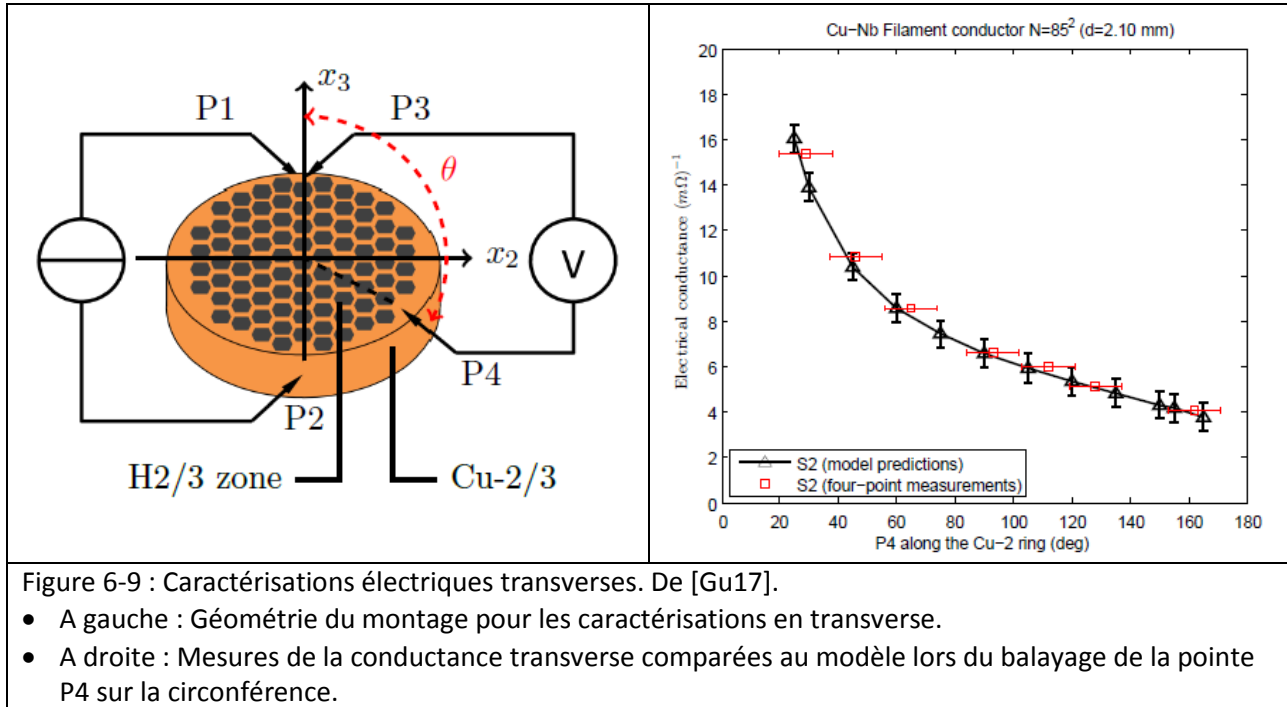 x₃
P1
P3
θ
x₂
V
P4
P2
H2/3 zone
Cu-2/3
Cu−Nb Filament conductor N=85² (d=2.10 mm)
Electrical conductance (mΩ)⁻¹
20
18
16
14
12
10
8
6
4
2
0
S2 (model predictions)
S2 (four−point measurements)
0 20 40 60 80 100 120 140 160 180
P4 along the Cu−2 ring (deg)
Figure 6-9 : Caractérisations électriques transverses. De [Gu17].
• A gauche : Géométrie du montage pour les caractérisations en transverse.
• A droite : Mesures de la conductance transverse comparées au modèle lors du balayage de la pointe
P4 sur la circonférence.